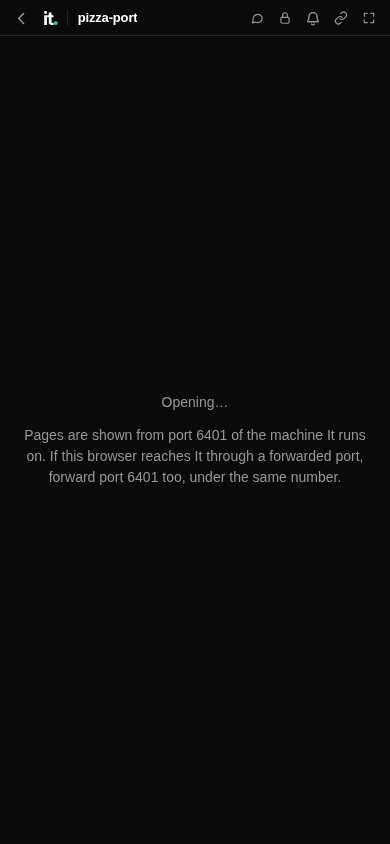 it.
pizza-port
Opening…
Pages are shown from port 6401 of the machine It runs
on. If this browser reaches It through a forwarded port,
forward port 6401 too, under the same number.